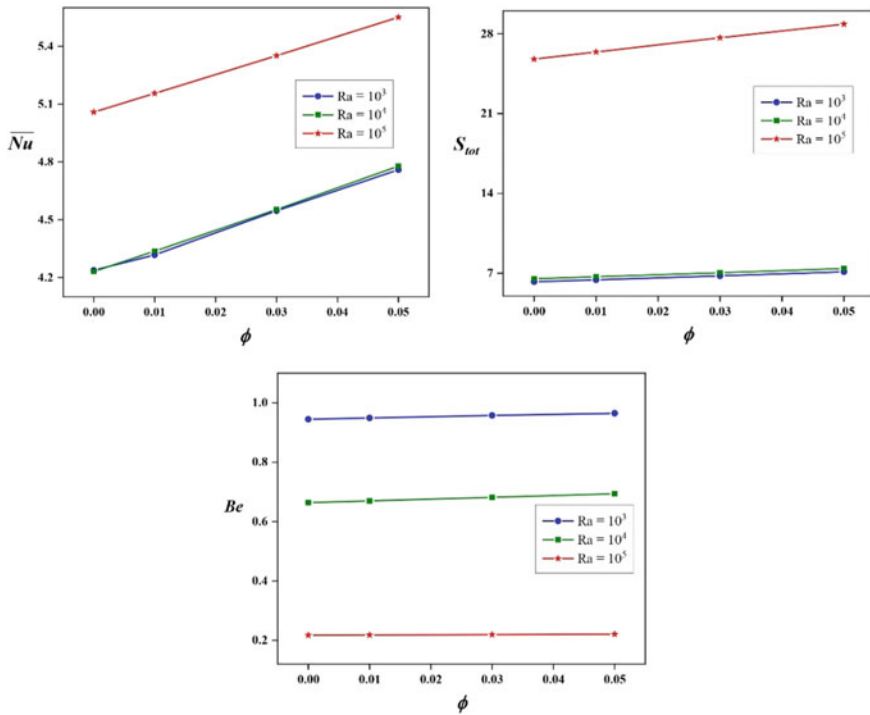 5.4
5.1
4.8
4.5
4.2
Nu
Ra = 10³
Ra = 10⁴
Ra = 10⁵
0.00 0.01 0.02 0.03 0.04 0.05
ϕ
28
21
14
7
S_tot
Ra = 10³
Ra = 10⁴
Ra = 10⁵
0.00 0.01 0.02 0.03 0.04 0.05
ϕ
1.0
0.8
0.6
0.4
0.2
Be
Ra = 10³
Ra = 10⁴
Ra = 10⁵
0.00 0.01 0.02 0.03 0.04 0.05
ϕ